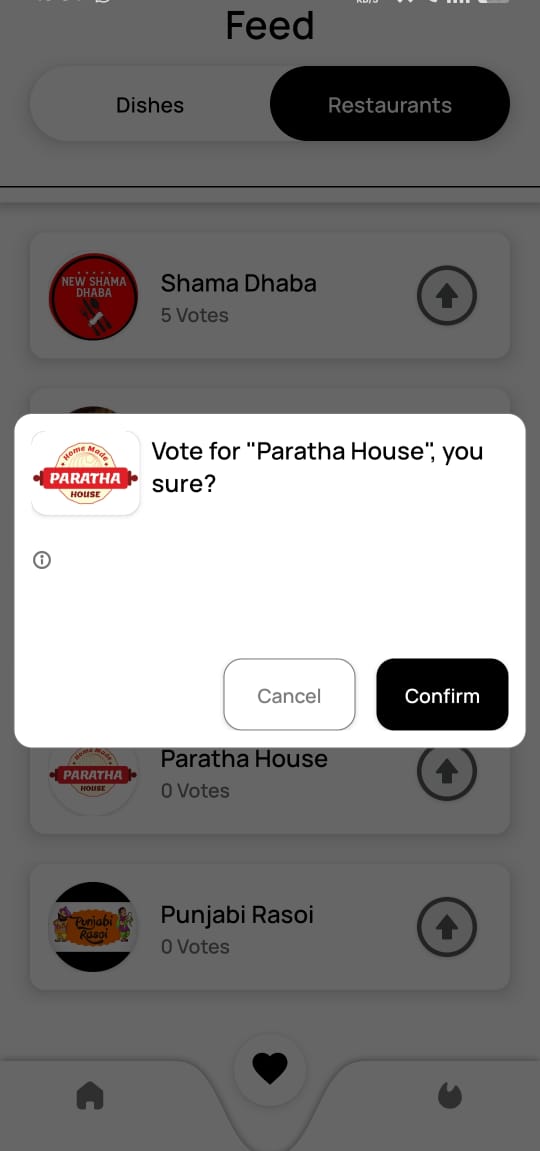 Feed
Dishes
Restaurants
NEW SHAMA
DHABA
Shama Dhaba
5 Votes
Home Made
PARATHA
HOUSE
Vote for "Paratha House", you
sure?
Cancel
Confirm
Home Made
PARATHA
HOUSE
Paratha House
0 Votes
Punjabi
Rasoi
Punjabi Rasoi
0 Votes